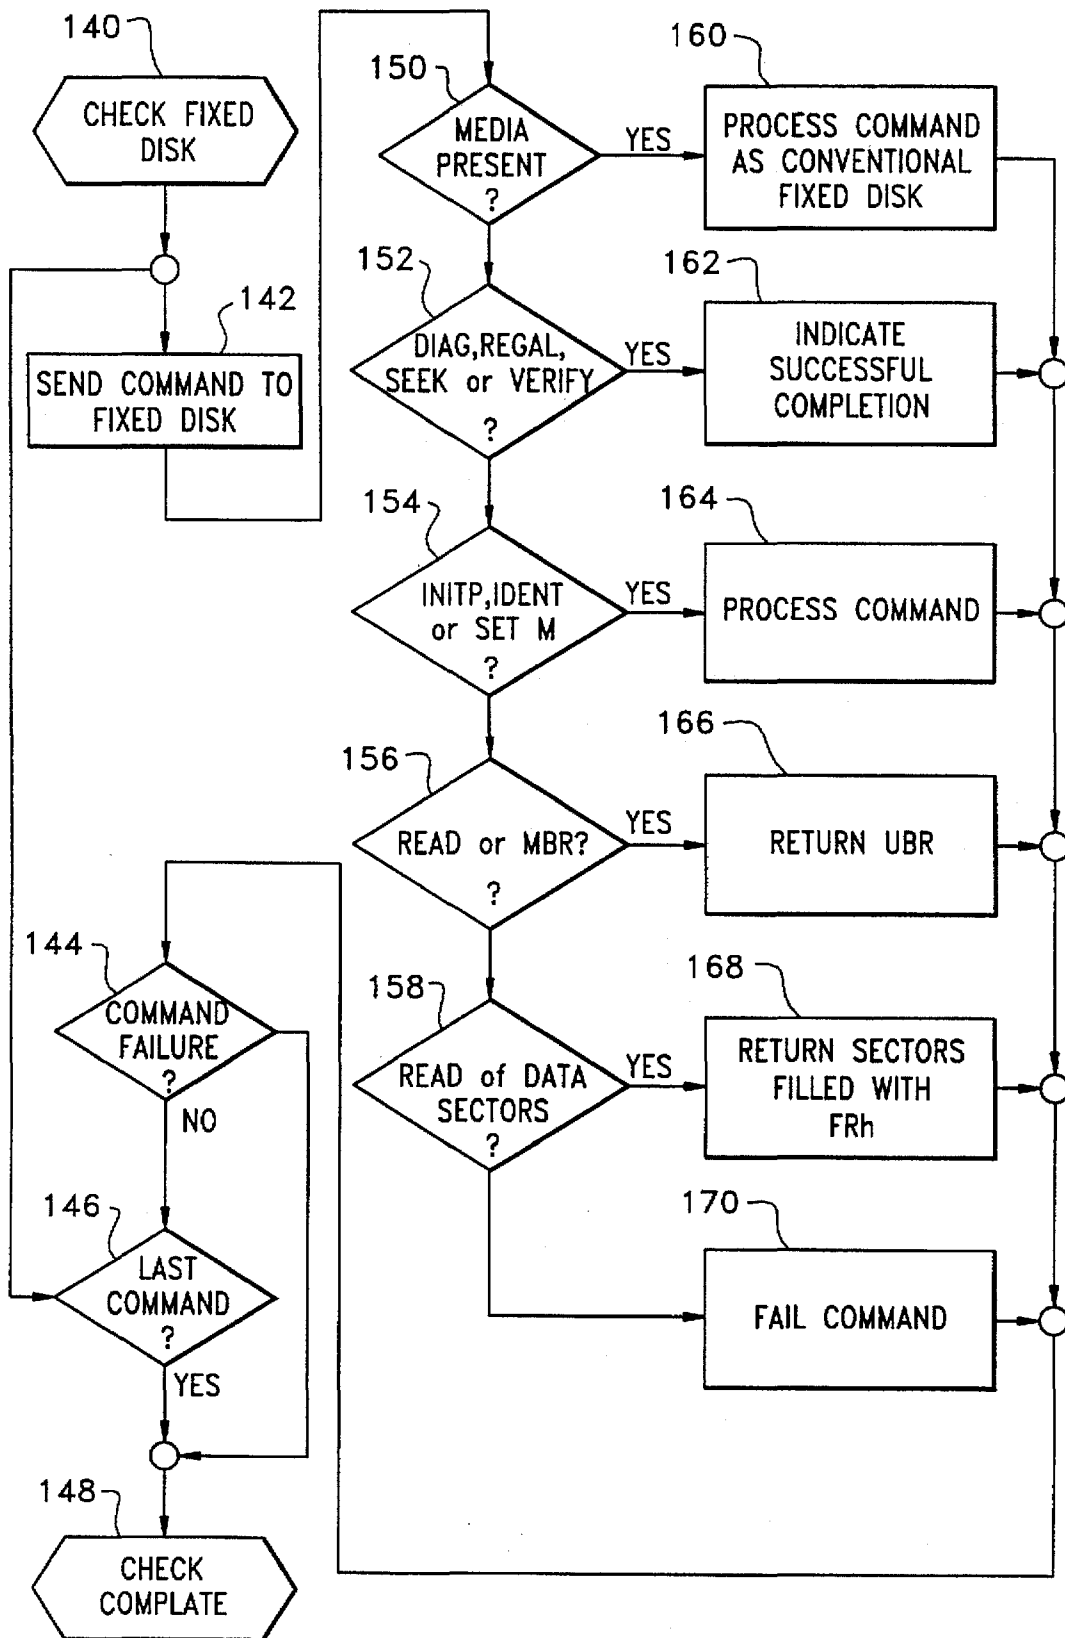 140
CHECK FIXED
DISK
142
SEND COMMAND TO
FIXED DISK
144
COMMAND
FAILURE
?
NO
146
LAST
COMMAND
?
YES
148
CHECK
COMPLATE
150
MEDIA
PRESENT
?
YES
160
PROCESS COMMAND
AS CONVENTIONAL
FIXED DISK
152
DIAG,REGAL,
SEEK or VERIFY
?
YES
162
INDICATE
SUCCESSFUL
COMPLETION
154
INITP,IDENT
or SET M
?
YES
164
PROCESS COMMAND
156
READ or MBR?
?
YES
166
RETURN UBR
158
READ of DATA
SECTORS
?
YES
168
RETURN SECTORS
FILLED WITH
FRh
170
FAIL COMMAND